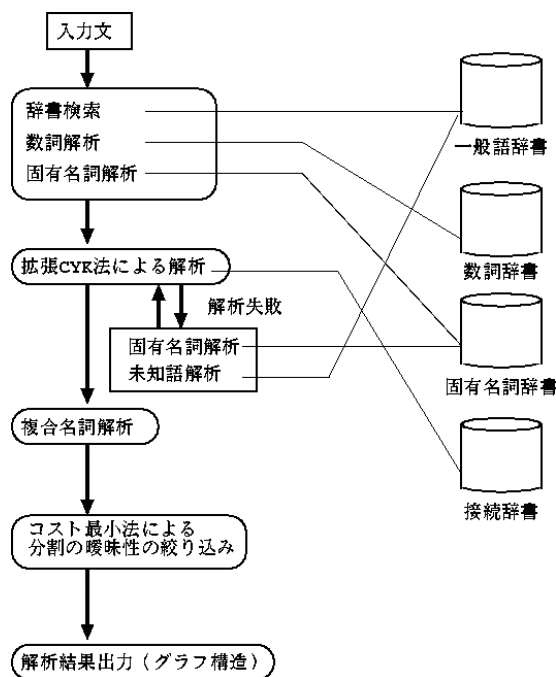 入力文
辞書検索
数詞解析
固有名詞解析
拡張CYK法による解析
解析失敗
固有名詞解析
未知語解析
複合名詞解析
コスト最小法による
分割の曖昧性の絞り込み
解析結果出力(グラフ構造)
一般語辞書
数詞辞書
固有名詞辞書
接続辞書